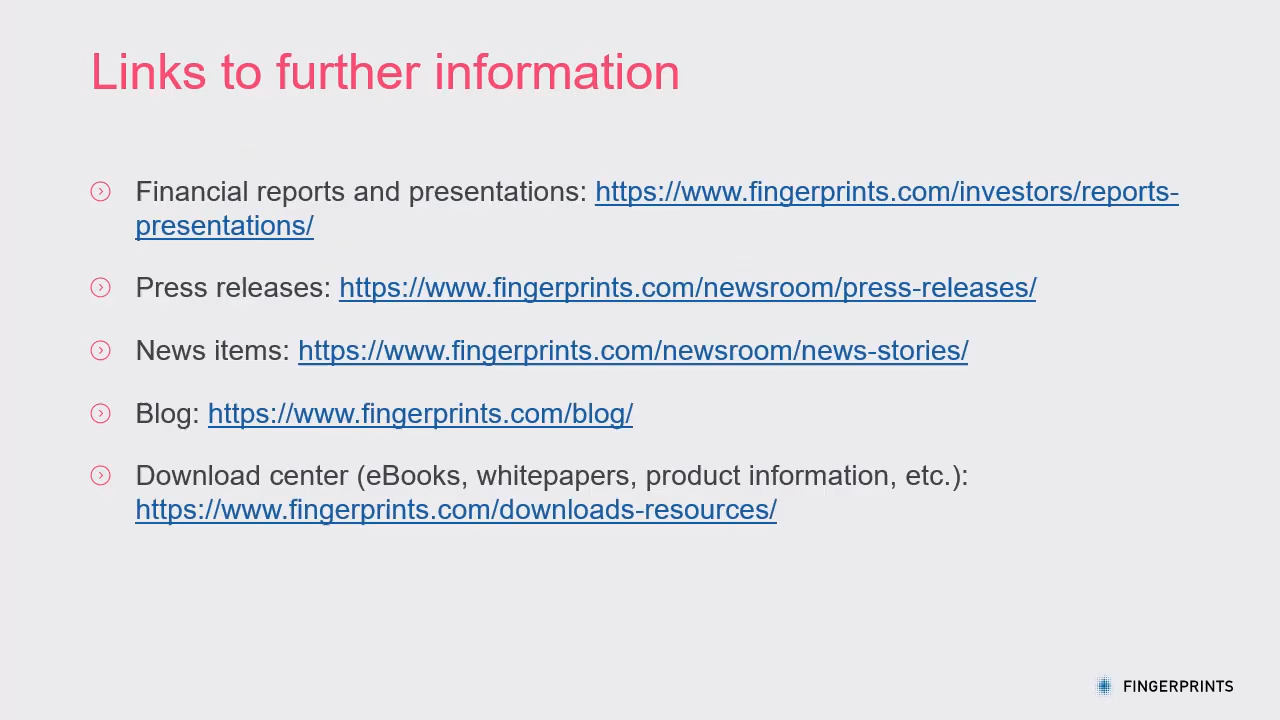 Links to further information
Financial reports and presentations: https://www.fingerprints.com/investors/reports-
presentations/
Press releases: https://www.fingerprints.com/newsroom/press-releases/
News items: https://www.fingerprints.com/newsroom/news-stories/
Blog: https://www.fingerprints.com/blog/
Download center (eBooks, whitepapers, product information, etc.):
https://www.fingerprints.com/downloads-resources/
FINGERPRINTS